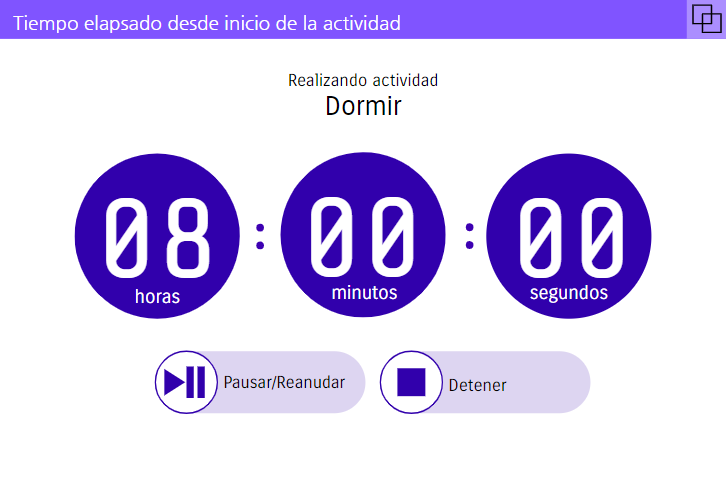 Tiempo elapsado desde inicio de la actividad
Realizando actividad
Dormir
08 : 00 : 00
horas minutos segundos
Pausar/Reanudar Detener